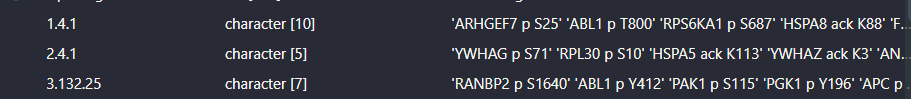 1.4.1 character [10] 'ARHGEF7 p S25' 'ABL1 p T800' 'RPS6KA1 p S687' 'HSPA8 ack K88' 'F...
2.4.1 character [5] 'YWHAG p S71' 'RPL30 p S10' 'HSPA5 ack K113' 'YWHAZ ack K3' 'AN...
3.132.25 character [7] 'RANBP2 p S1640' 'ABL1 p Y412' 'PAK1 p S115' 'PGK1 p Y196' 'APC p ...